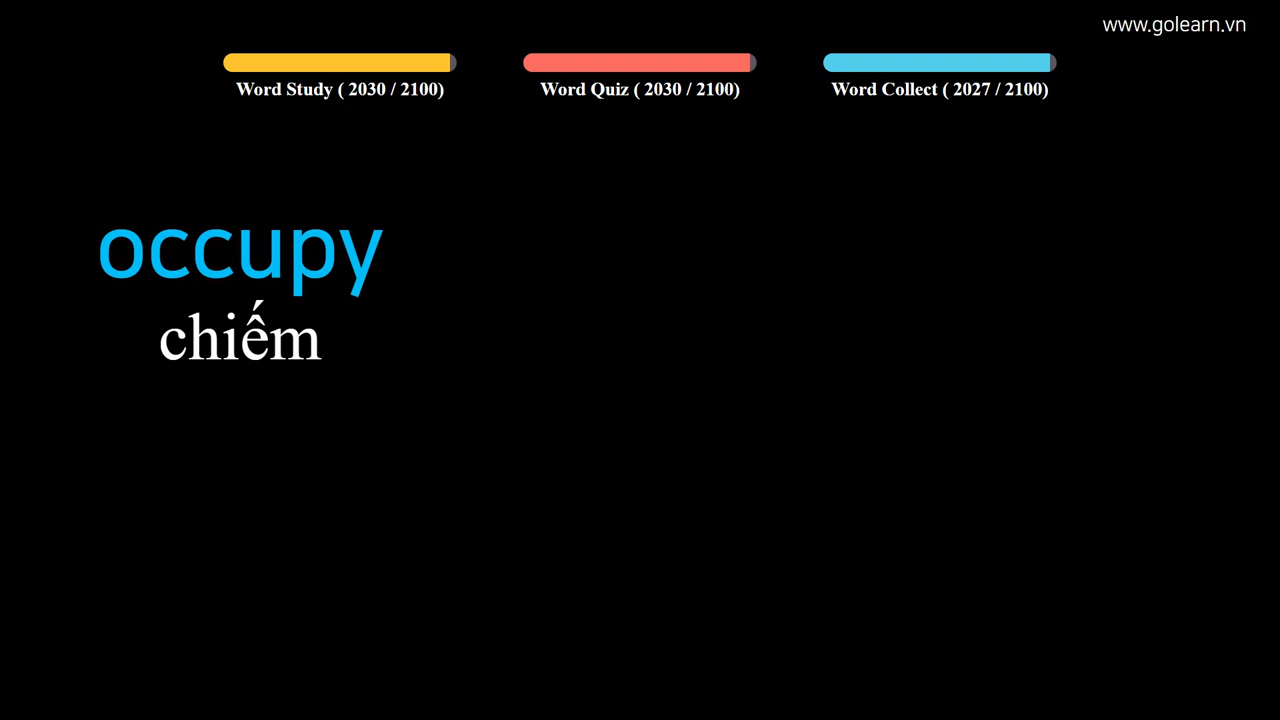 www.golearn.vn
Word Study ( 2030 / 2100)
Word Quiz ( 2030 / 2100)
Word Collect ( 2027 / 2100)
occupy
chiếm